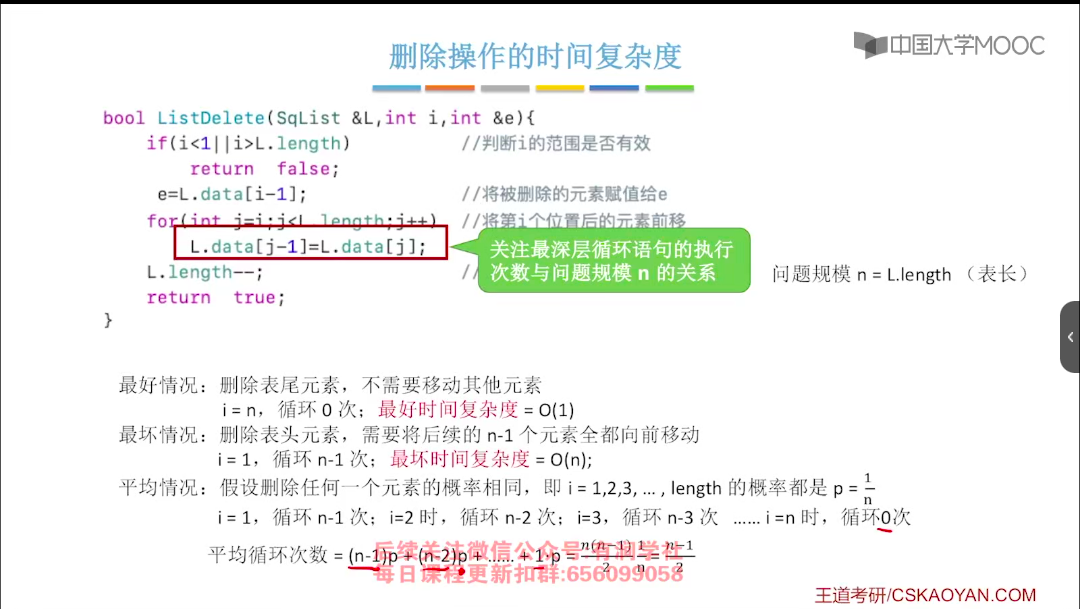 中国大学MOOC
删除操作的时间复杂度
bool ListDelete(SqList &L,int i,int &e){
if(i<1||i>L.length) //判断i的范围是否有效
return false;
e=L.data[i-1]; //将被删除的元素赋值给e
for(int j=i;j<L.length;j++) //将第i个位置后的元素前移
L.data[j-1]=L.data[j];
关注最深层循环语句的执行
次数与问题规模 n 的关系
L.length--; //
问题规模 n = L.length （表长）
return true;
}
最好情况：删除表尾元素，不需要移动其他元素
i = n，循环 0 次；最好时间复杂度 = O(1)
最坏情况：删除表头元素，需要将后续的 n-1 个元素全都向前移动
i = 1，循环 n-1 次；最坏时间复杂度 = O(n);
平均情况：假设删除任何一个元素的概率相同，即 i = 1,2,3, … , length 的概率都是 p = 1/n
i = 1，循环 n-1 次；i=2 时，循环 n-2 次；i=3，循环 n-3 次 …… i =n 时，循环0次
平均循环次数 = (n-1)p + (n-2)p + …… + 1·p = n(n−1)/2 1/n = n−1/2
后续关注微信公众号:有润学社
每日课程更新扣群:656099058
王道考研/CSKAOYAN.COM